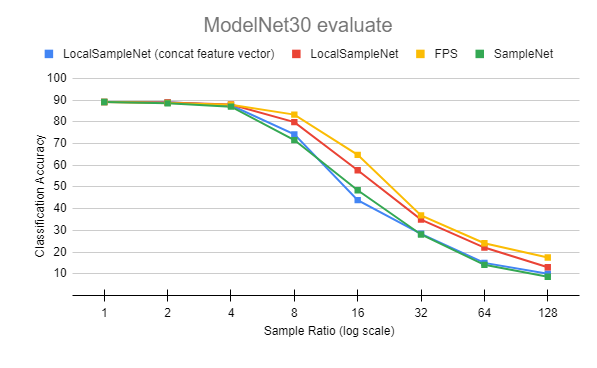 ModelNet30 evaluate
LocalSampleNet (concat feature vector) LocalSampleNet FPS SampleNet
100
90
80
70
60
50
40
30
20
10
Classification Accuracy
1 2 4 8 16 32 64 128
Sample Ratio (log scale)